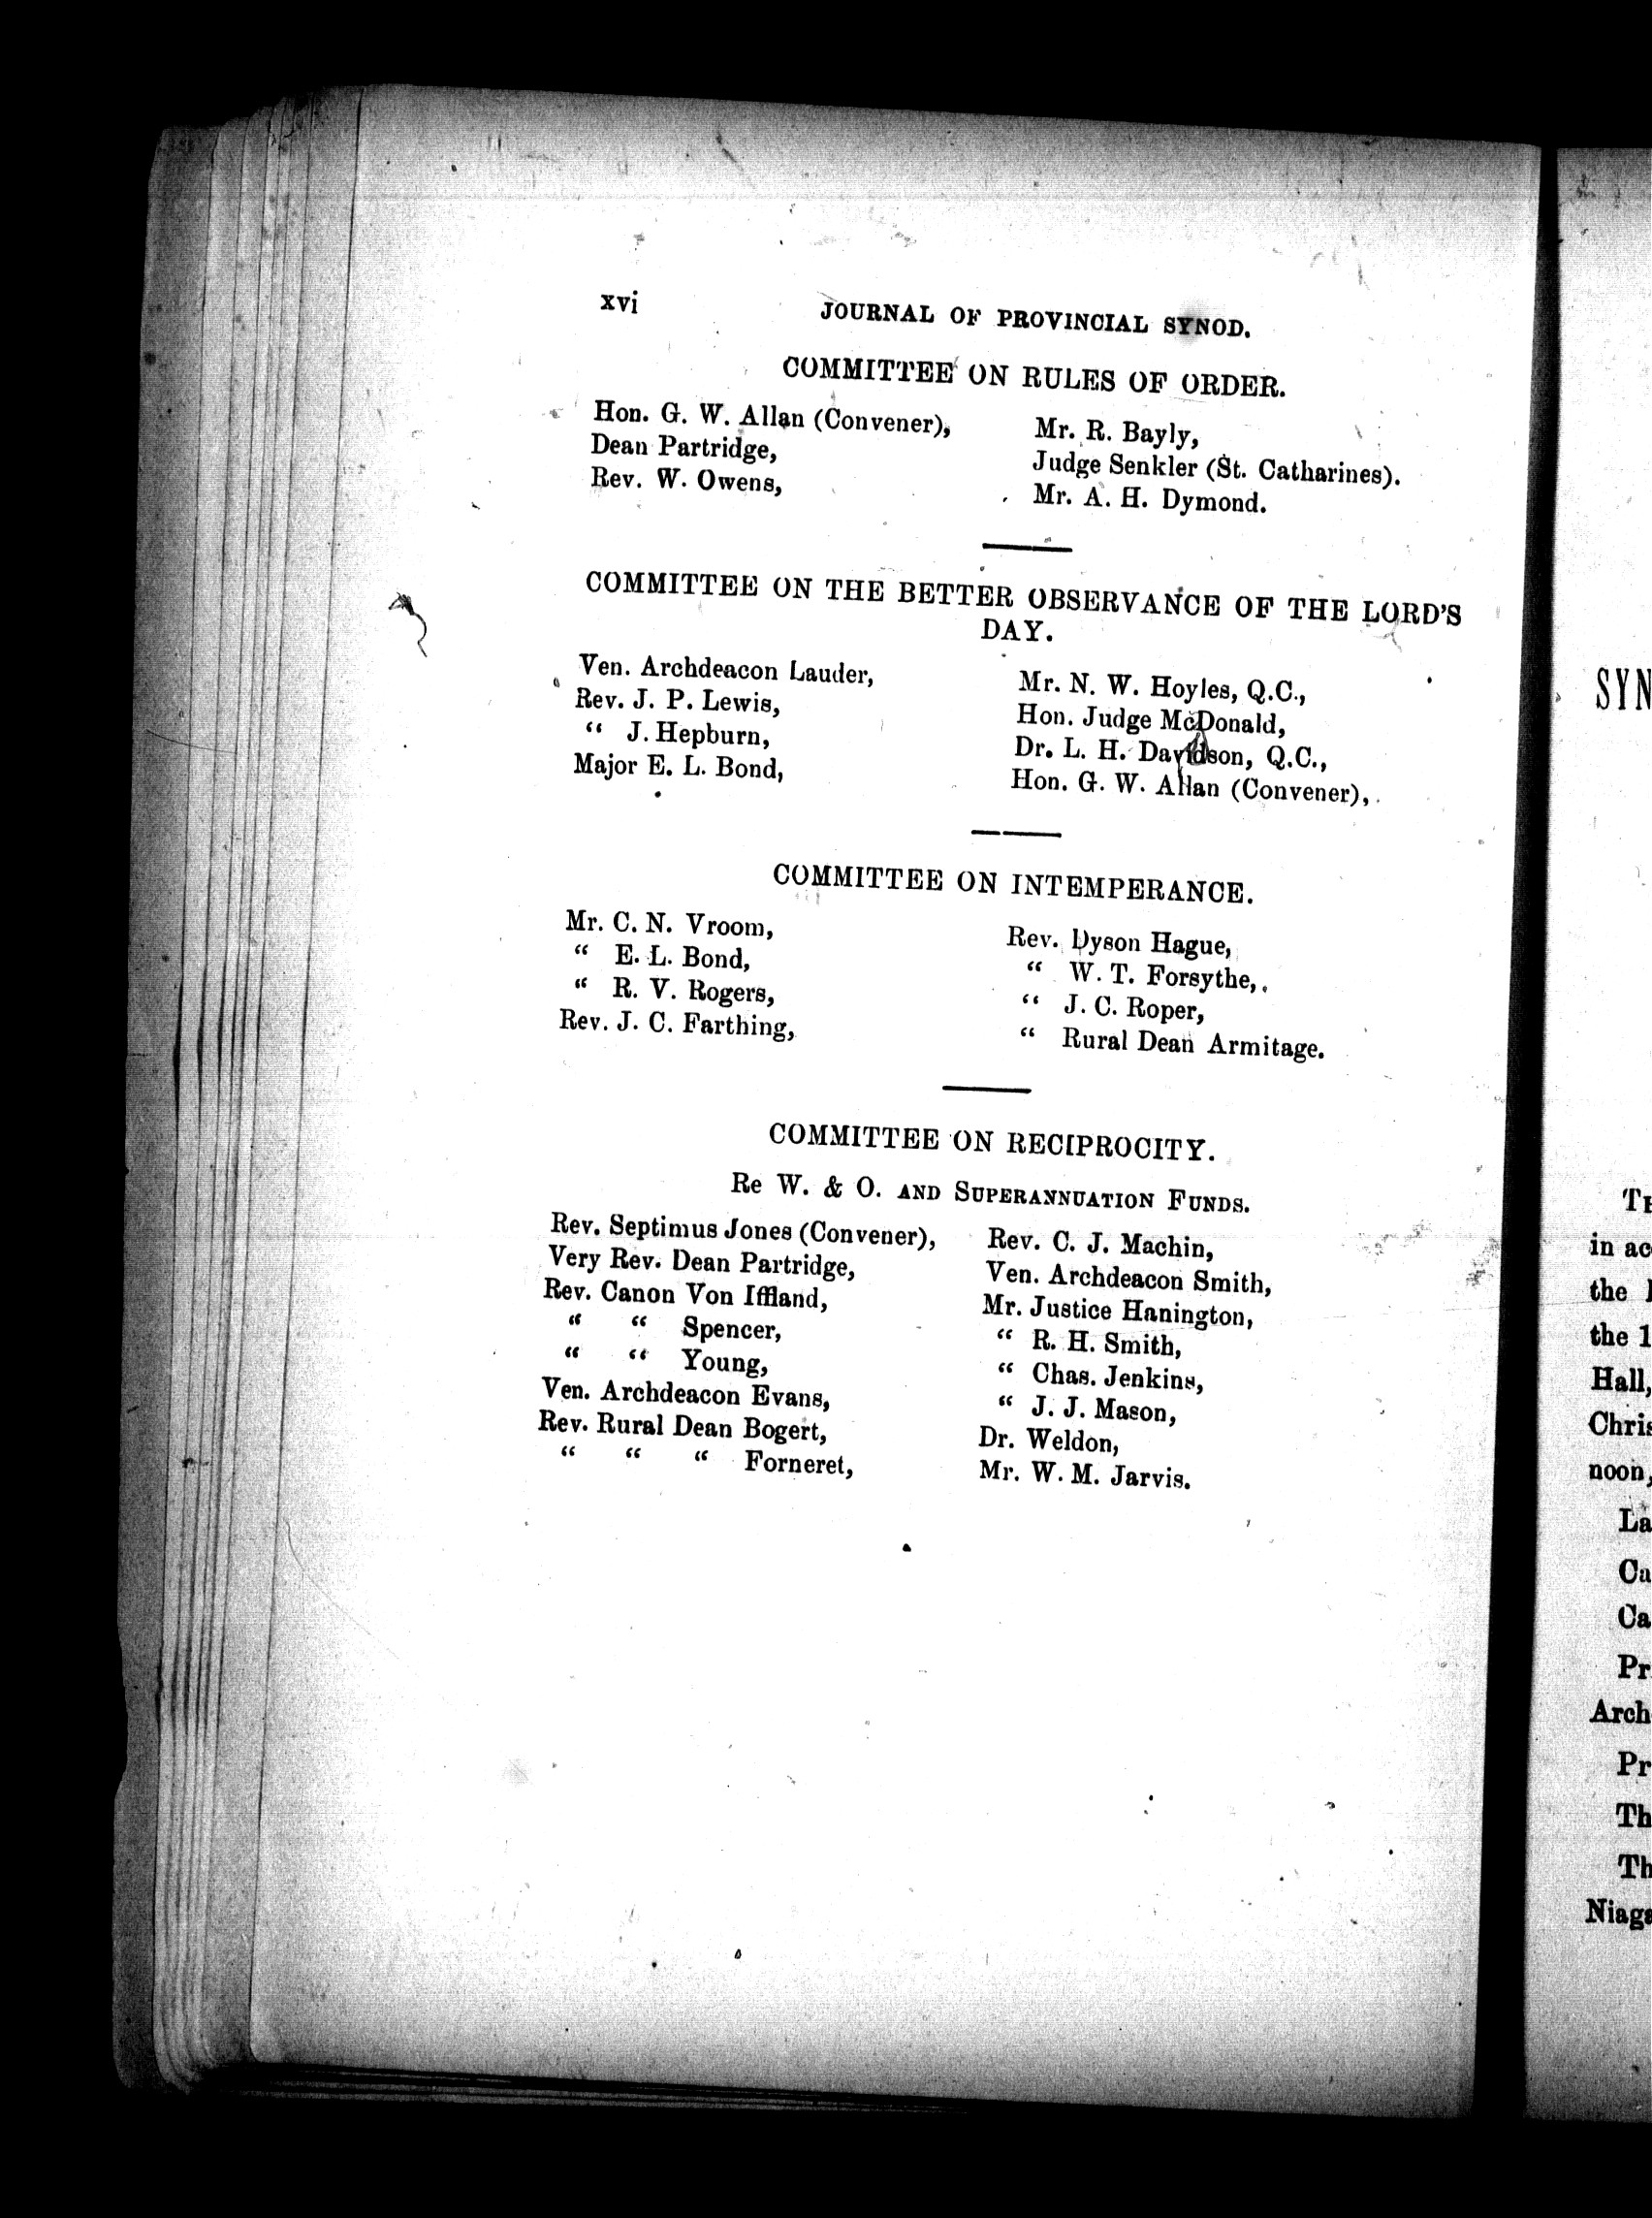 xvi JOURNAL OF PROVINCIAL SYNOD.
COMMITTEE ON RULES OF ORDER.
Hon. G. W. Allan (Convener),
Dean Partridge,
Rev. W. Owens,
Mr. R. Bayly,
Judge Senkler (St. Catharines).
Mr. A. H. Dymond.
COMMITTEE ON THE BETTER OBSERVANCE OF THE LORD'S
DAY.
Ven. Archdeacon Lauder,
Rev. J. P. Lewis,
“ J. Hepburn,
Major E. L. Bond,
Mr. N. W. Hoyles, Q.C.,
Hon. Judge McDonald,
Dr. L. H. Davidson, Q.C.,
Hon. G. W. Allan (Convener),
COMMITTEE ON INTEMPERANCE.
Mr. C. N. Vroom,
“ E. L. Bond,
“ R. V. Rogers,
Rev. J. C. Farthing,
Rev. Dyson Hague,
“ W. T. Forsythe,
“ J. C. Roper,
“ Rural Dean Armitage.
COMMITTEE ON RECIPROCITY.
Re W. & O. AND SUPERANNUATION FUNDS.
Rev. Septimus Jones (Convener),
Very Rev. Dean Partridge,
Rev. Canon Von Iffland,
“ “ Spencer,
“ “ Young,
Ven. Archdeacon Evans,
Rev. Rural Dean Bogert,
“ “ “ Forneret,
Rev. C. J. Machin,
Ven. Archdeacon Smith,
Mr. Justice Hanington,
“ R. H. Smith,
“ Chas. Jenkins,
“ J. J. Mason,
Dr. Weldon,
Mr. W. M. Jarvis.
SYN
in ac
the
the 1
Hall,
Chris
noon,
La
Ca
Ca
Pr
Arch
Pr
Th
Th
Niaga